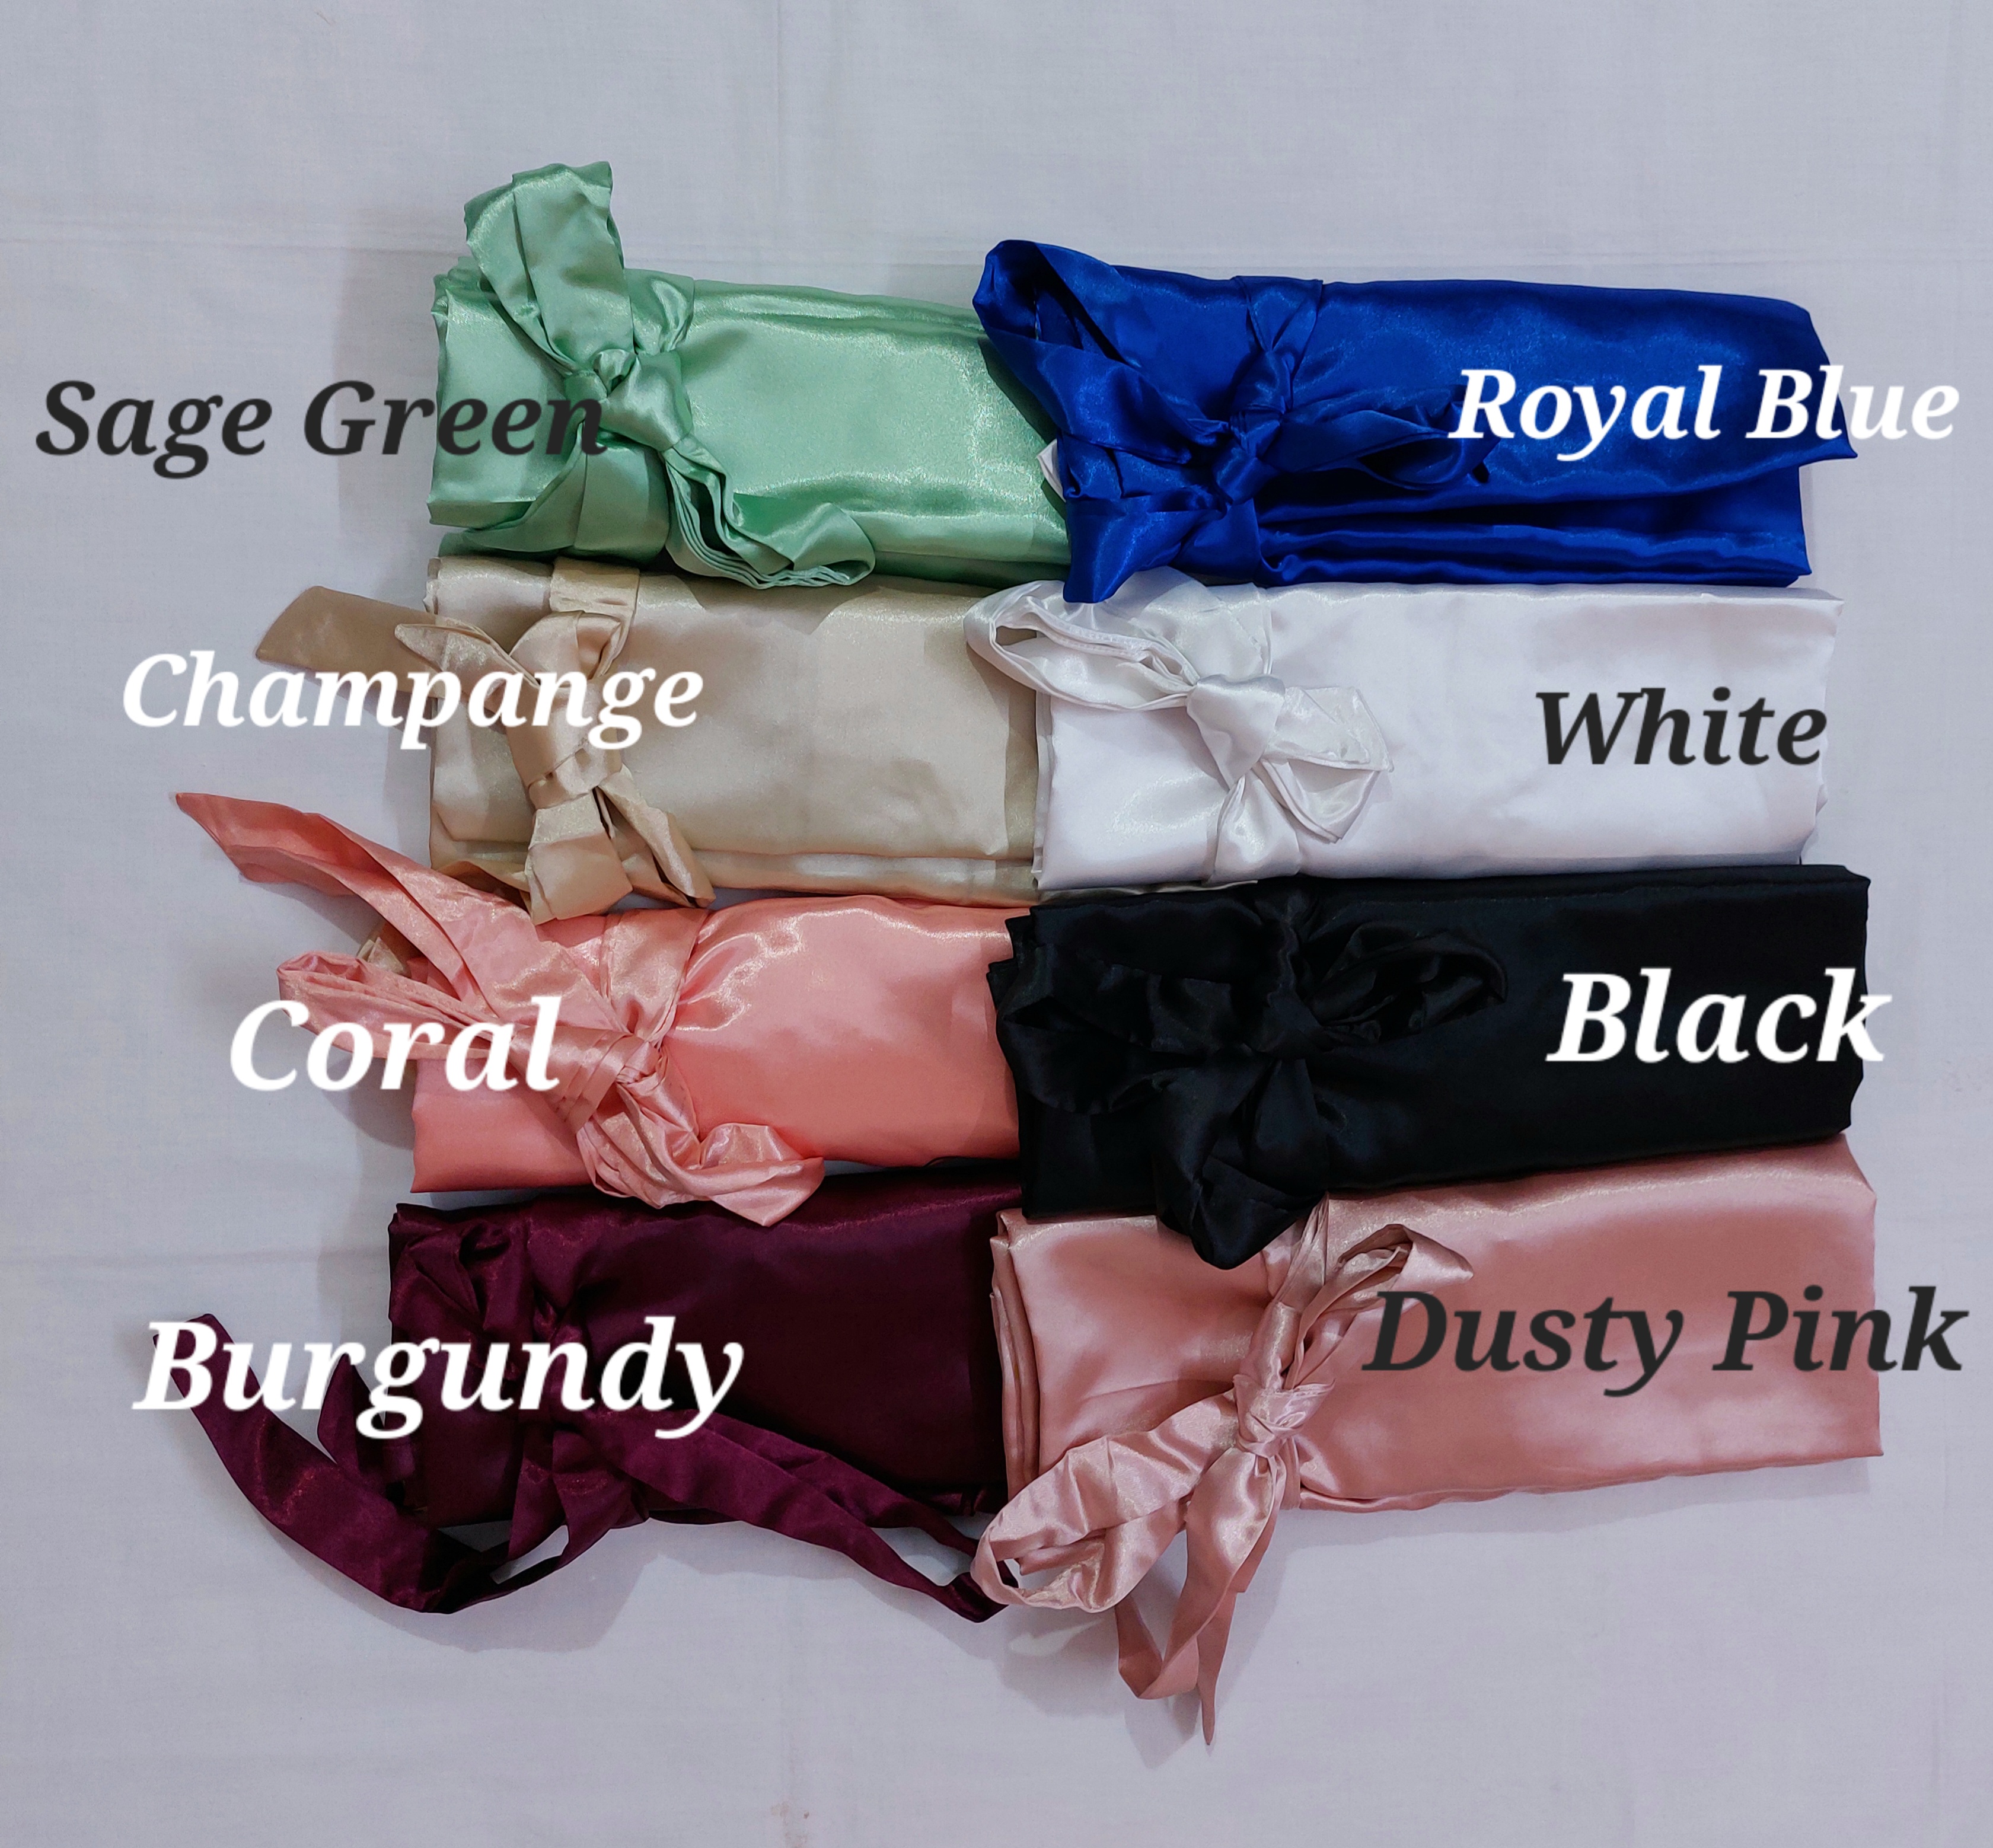 Sage Green
Royal Blue
Champange
White
Coral
Black
Burgundy
Dusty Pink